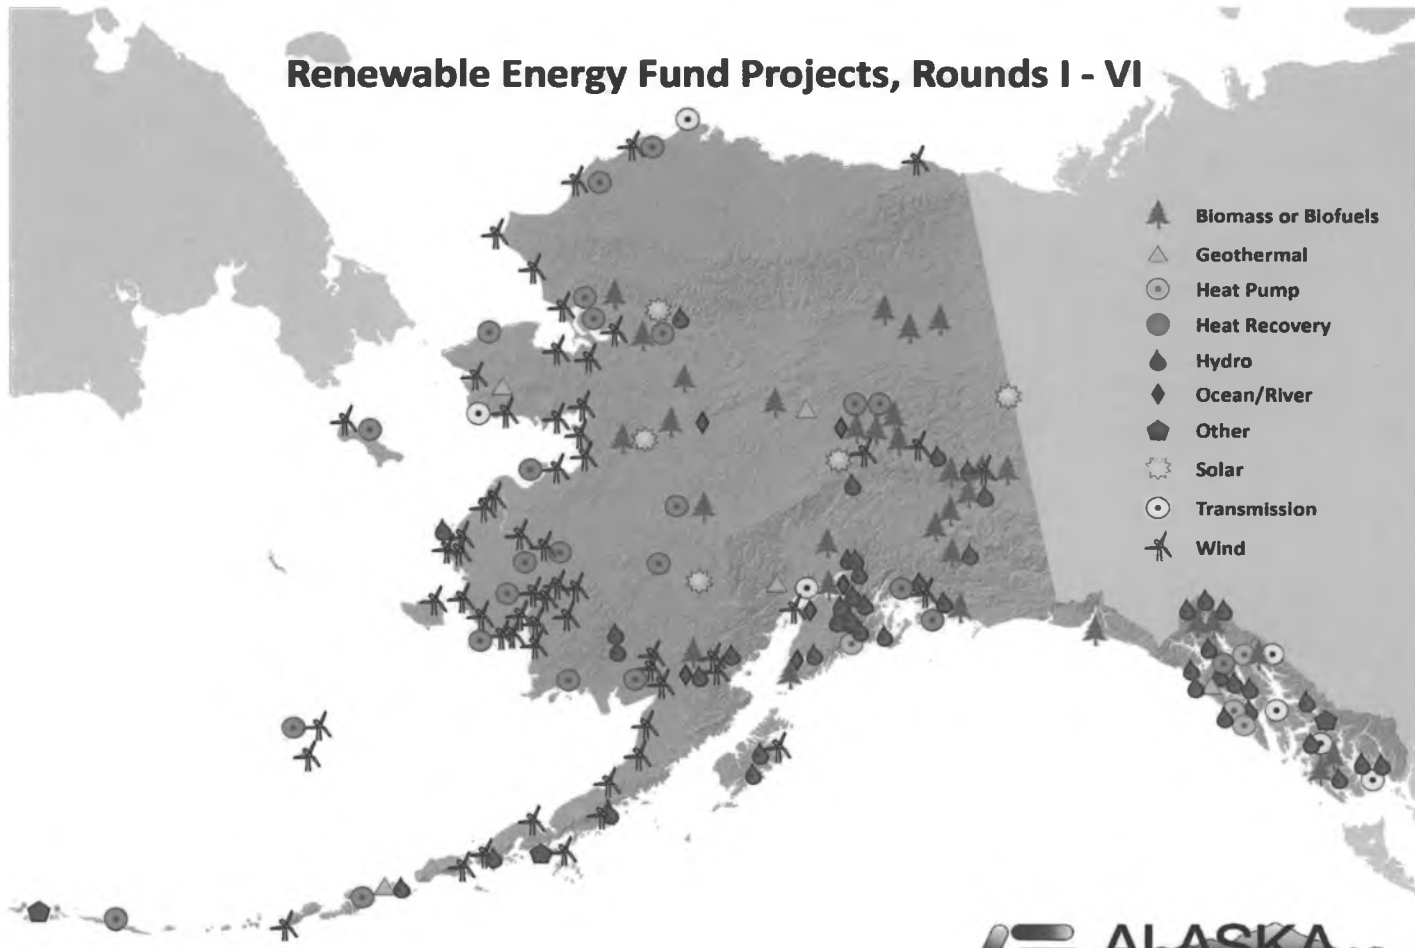 Renewable Energy Fund Projects, Rounds I - VI
Biomass or Biofuels
Geothermal
Heat Pump
Heat Recovery
Hydro
Ocean/River
Other
Solar
Transmission
Wind
ALASKA